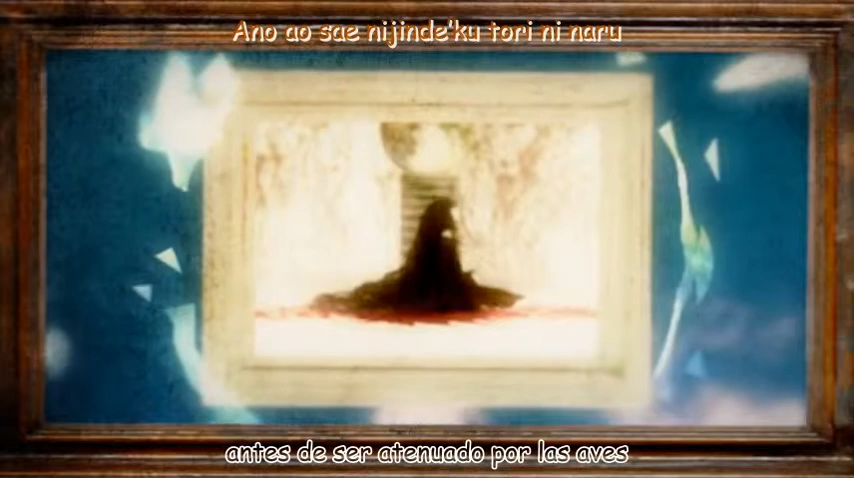 Ano ao sae nijinde'ku tori ni naru
antes de ser atenuado por las aves